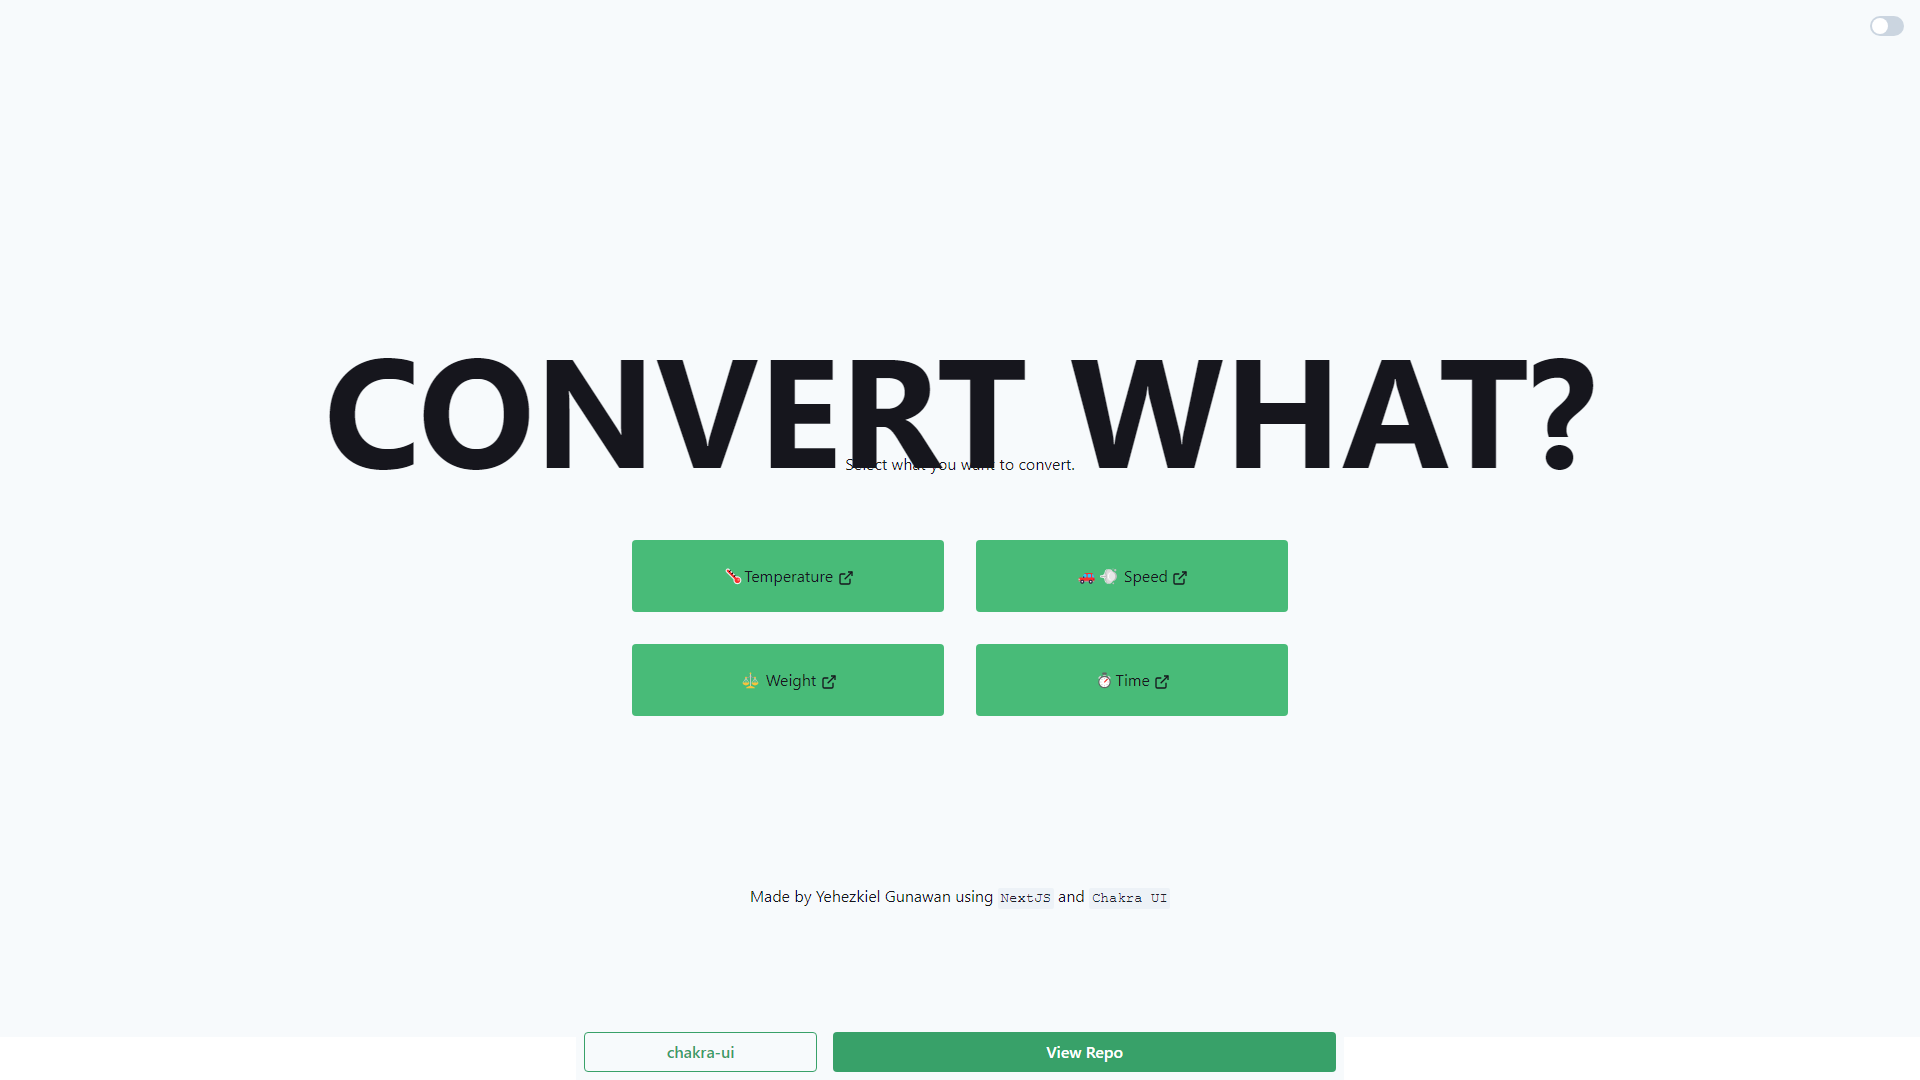 CONVERT WHAT?
Select what you want to convert.
Temperature
Speed
Weight
Time
Made by Yehezkiel Gunawan using NextJS and Chakra UI
chakra-ui
View Repo